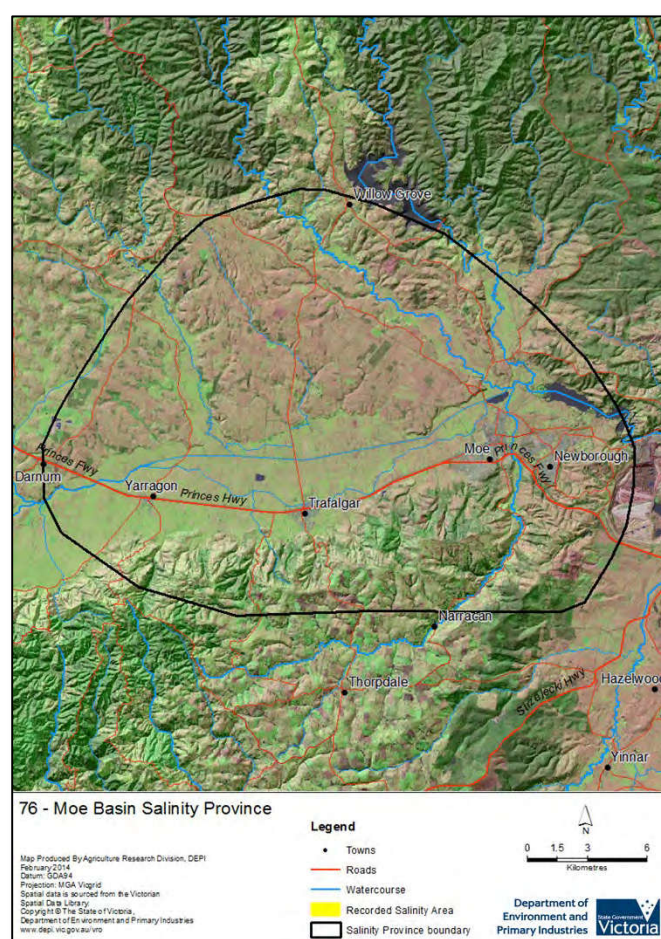 Willow Grove
Princes Fwy
Darnum
Moe
Princes Fwy
Newborough
Yarragon
Princes Hwy
Trafalgar
Narracan
Thorpdale
Strzelecki Hwy
Hazelwood
Yinnar
76 - Moe Basin Salinity Province
Map Produced By Agriculture Research Division, DEPI
February 2014
Datum: GDA94
Projection: MGA Vicgrid
Spatial data is sourced from the Victorian
Spatial Data Library.
Copyright © The State of Victoria,
Department of Environment and Primary Industries
www.depi.vic.gov.au/vro
Legend
Towns
Roads
Watercourse
Recorded Salinity Area
Salinity Province boundary
N
0 1.5 3 6
Kilometres
Department of
Environment and
Primary Industries
State Government
Victoria